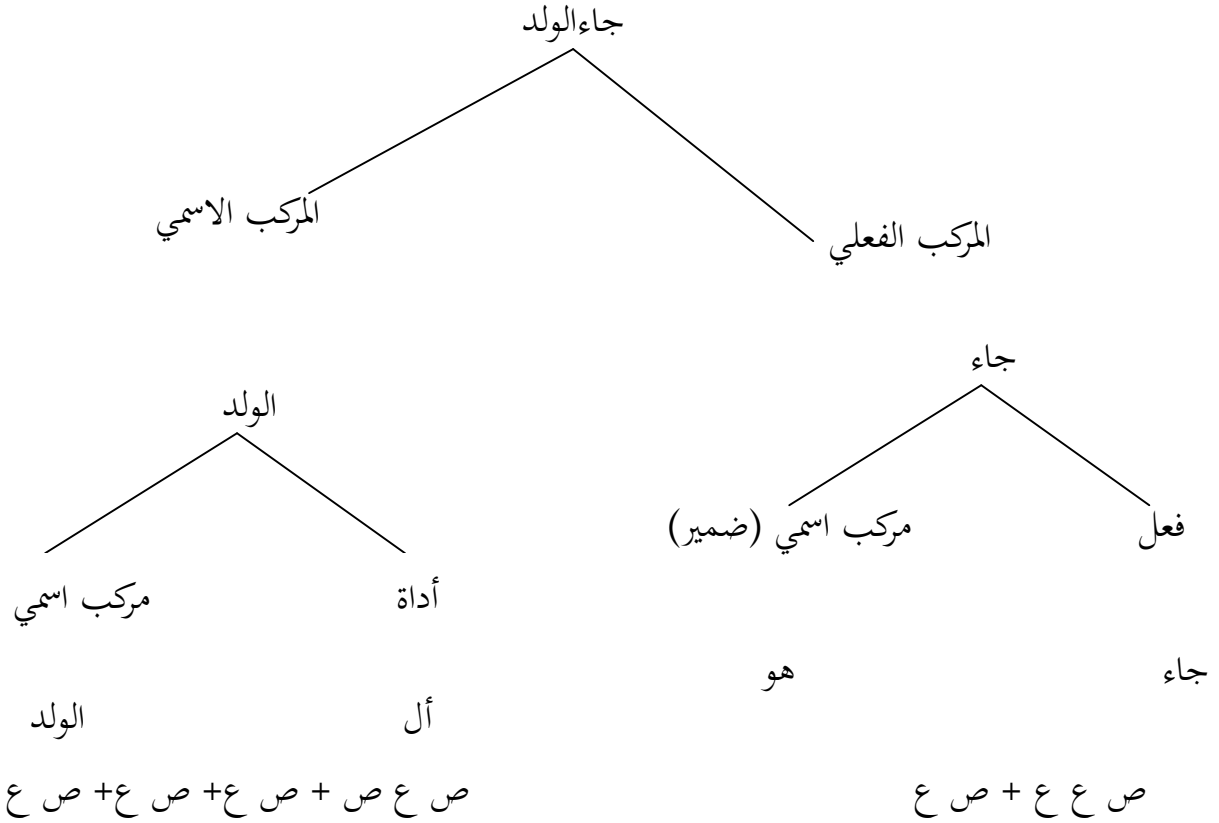 جاءالولد
المركب الفعلي
المركب الاسمي
جاء
الولد
فعل
مركب اسمي (ضمير)
أداة
مركب اسمي
جاء
هو
أل
الولد
ص ع ع + ص ع
ص ع ص + ص ع+ ص ع+ ص ع